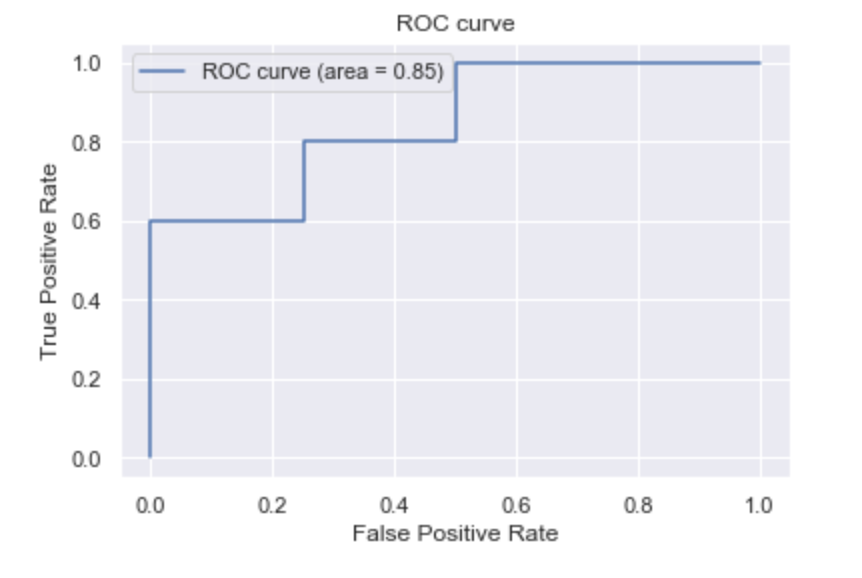 ROC curve
ROC curve (area = 0.85)
1.0
0.8
0.6
0.4
0.2
0.0
True Positive Rate
0.0 0.2 0.4 0.6 0.8 1.0
False Positive Rate